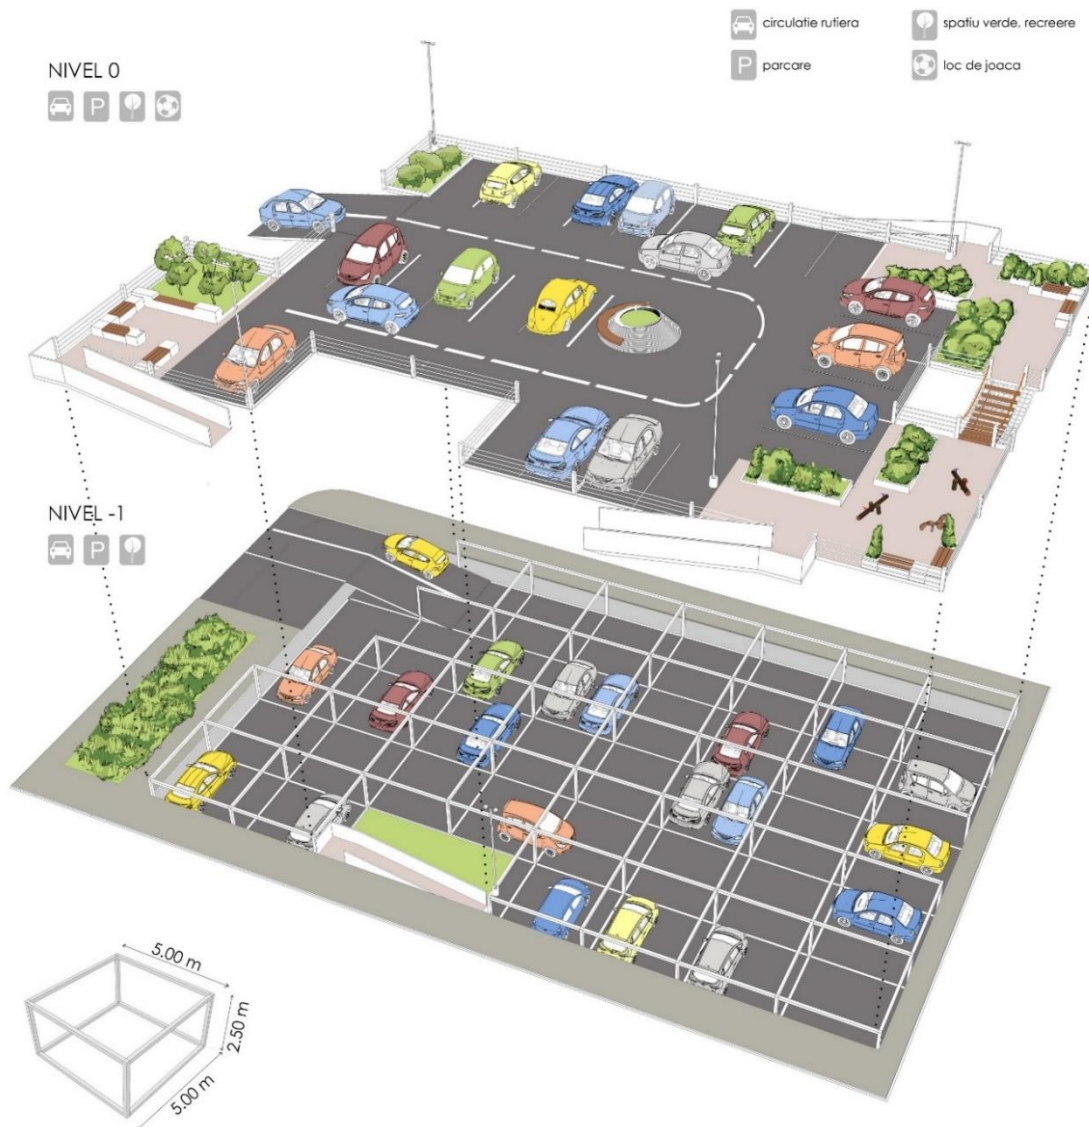 circulatie rutiera
spatiu verde, recreere
P parcare
loc de joaca
NIVEL 0
P
NIVEL -1
P
5.00 m
2.50 m
5.00 m